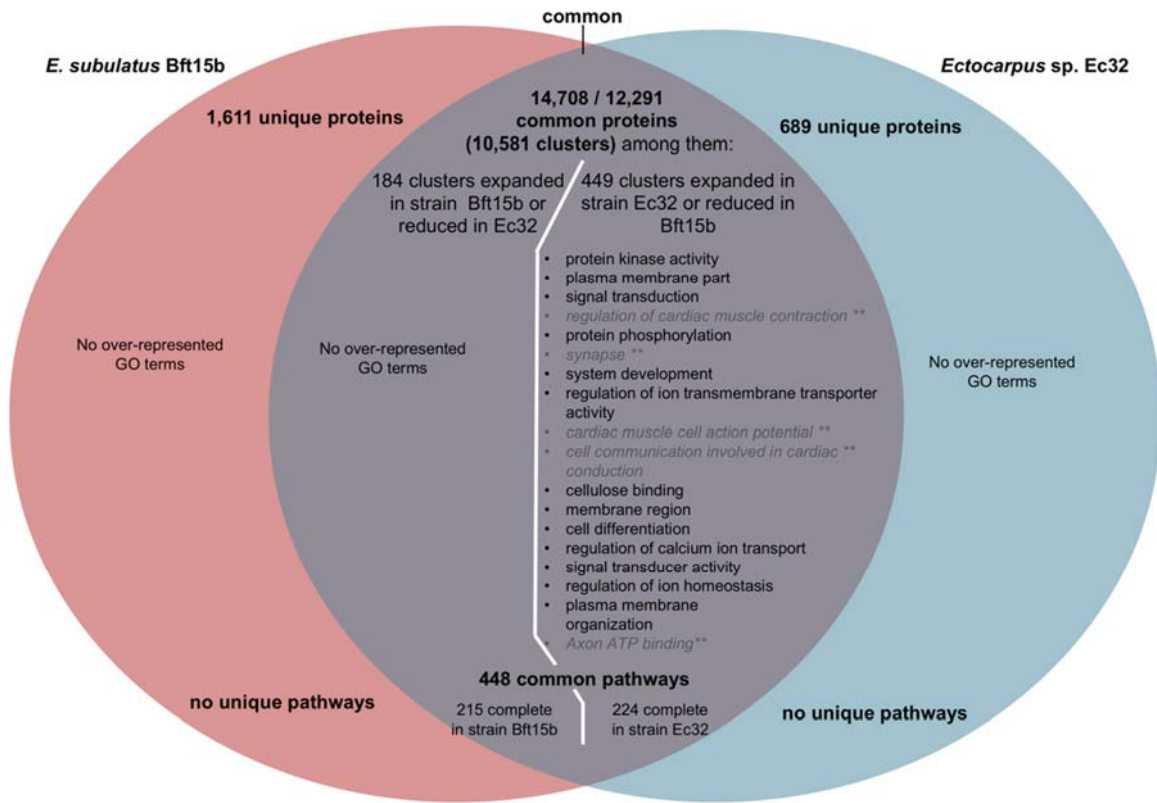 common
E. subulatus Bft15b
Ectocarpus sp. Ec32
1,611 unique proteins
14,708 / 12,291
common proteins
(10,581 clusters) among them:
689 unique proteins
184 clusters expanded
in strain Bft15b or
reduced in Ec32
449 clusters expanded in
strain Ec32 or reduced in
Bft15b
No over-represented
GO terms
No over-represented
GO terms
• protein kinase activity
• plasma membrane part
• signal transduction
• regulation of cardiac muscle contraction **
• protein phosphorylation
• synapse **
• system development
• regulation of ion transmembrane transporter
activity
• cardiac muscle cell action potential **
• cell communication involved in cardiac **
conduction
• cellulose binding
• membrane region
• cell differentiation
• regulation of calcium ion transport
• signal transducer activity
• regulation of ion homeostasis
• plasma membrane
organization
• Axon ATP binding**
No over-represented
GO terms
no unique pathways
448 common pathways
215 complete
in strain Bft15b
224 complete
in strain Ec32
no unique pathways